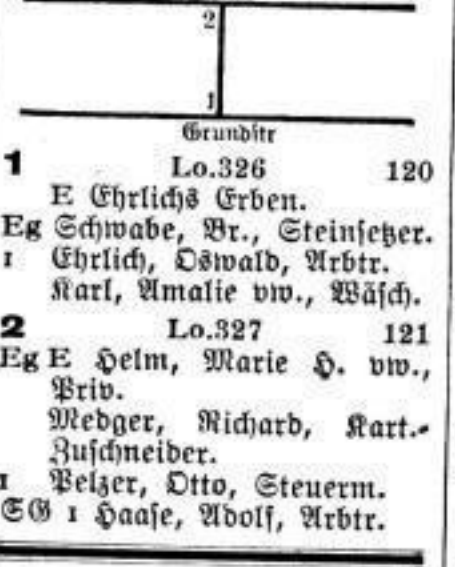 2
1
Grundstr
1 Lo.326 120
E Ehrlichs Erben.
Eg Schwabe, Br., Steinsetzer.
1 Ehrlich, Oswald, Arbtr.
Karl, Amalie vw., Wäsch.
2 Lo.327 121
Eg E Helm, Marie H. vw.,
Priv.
Medger, Richard, Kart.-
Zuschneider.
1 Pelzer, Otto, Steuerm.
SG 1 Haase, Adolf, Arbtr.